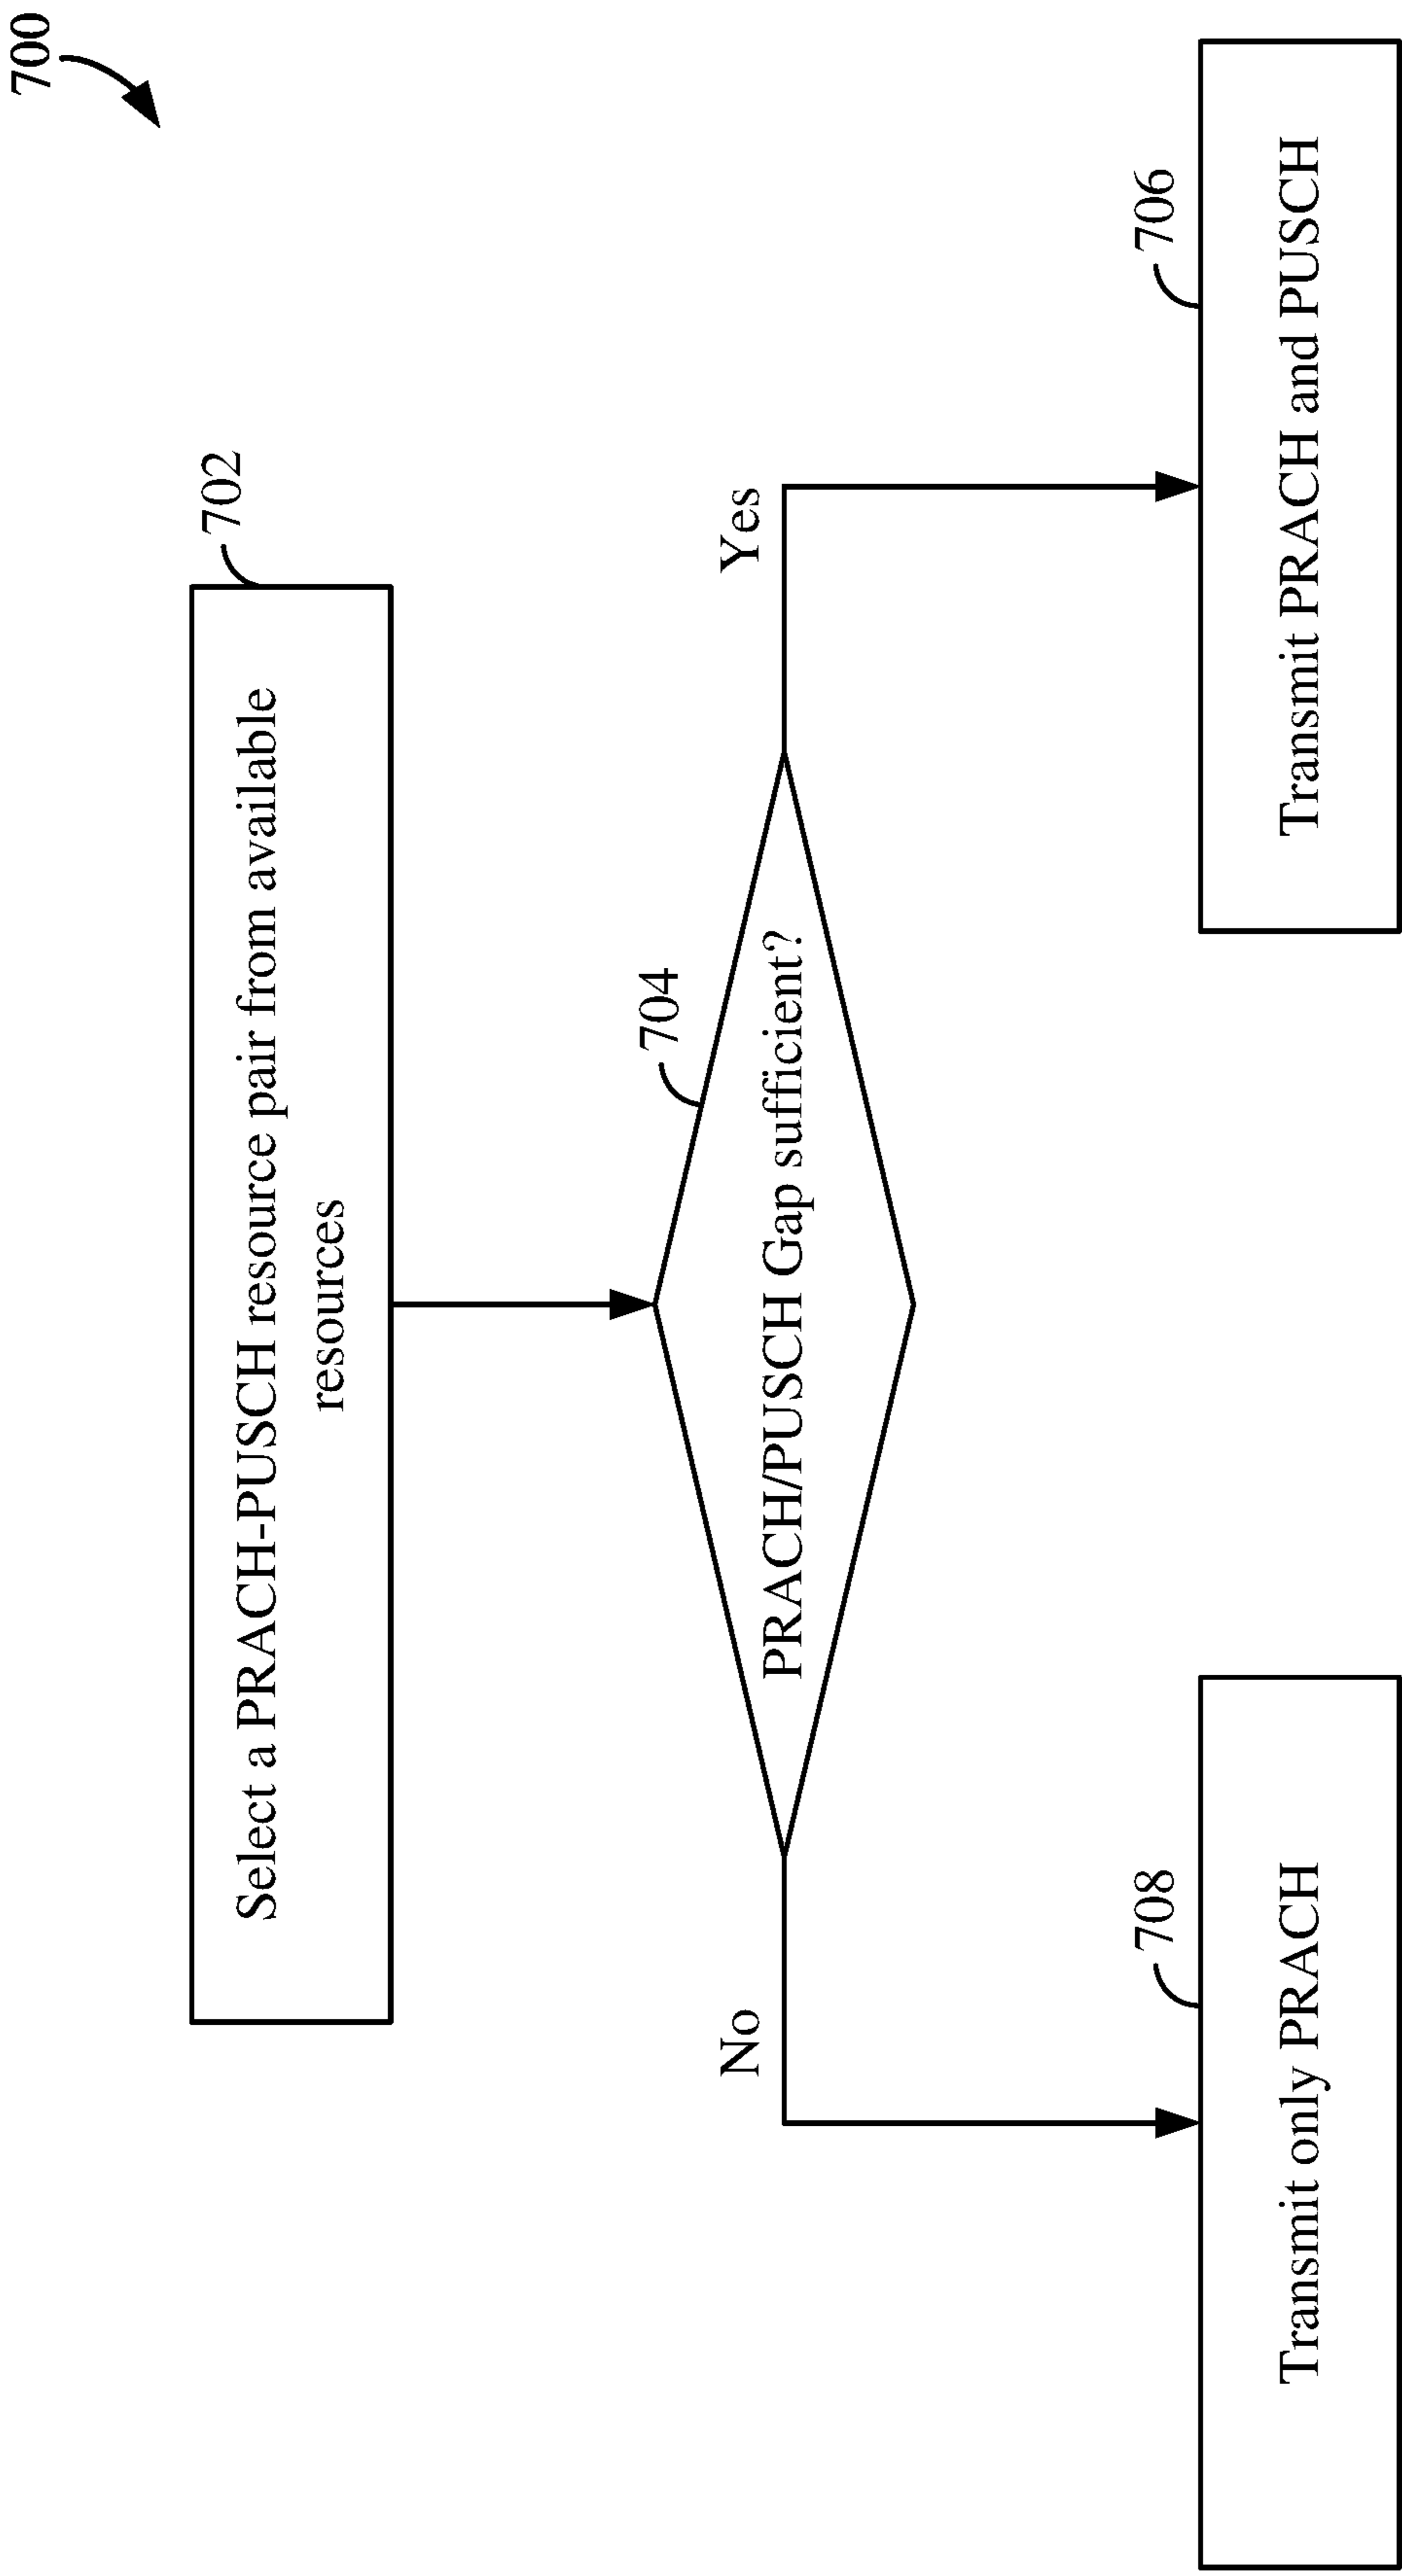 700
702
Select a PRACH-PUSCH resource pair from available
resources
704
PRACH/PUSCH Gap sufficient?
No
Yes
708
Transmit only PRACH
706
Transmit PRACH and PUSCH